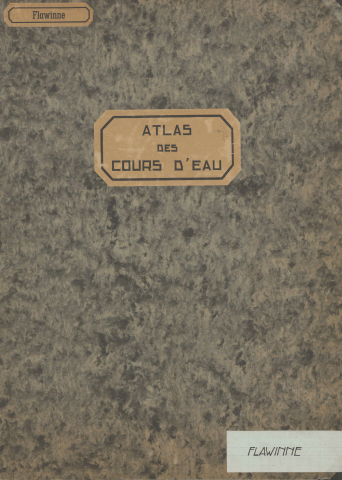 Flawinne
ATLAS
DES
COURS D'EAU
FLAWINNE